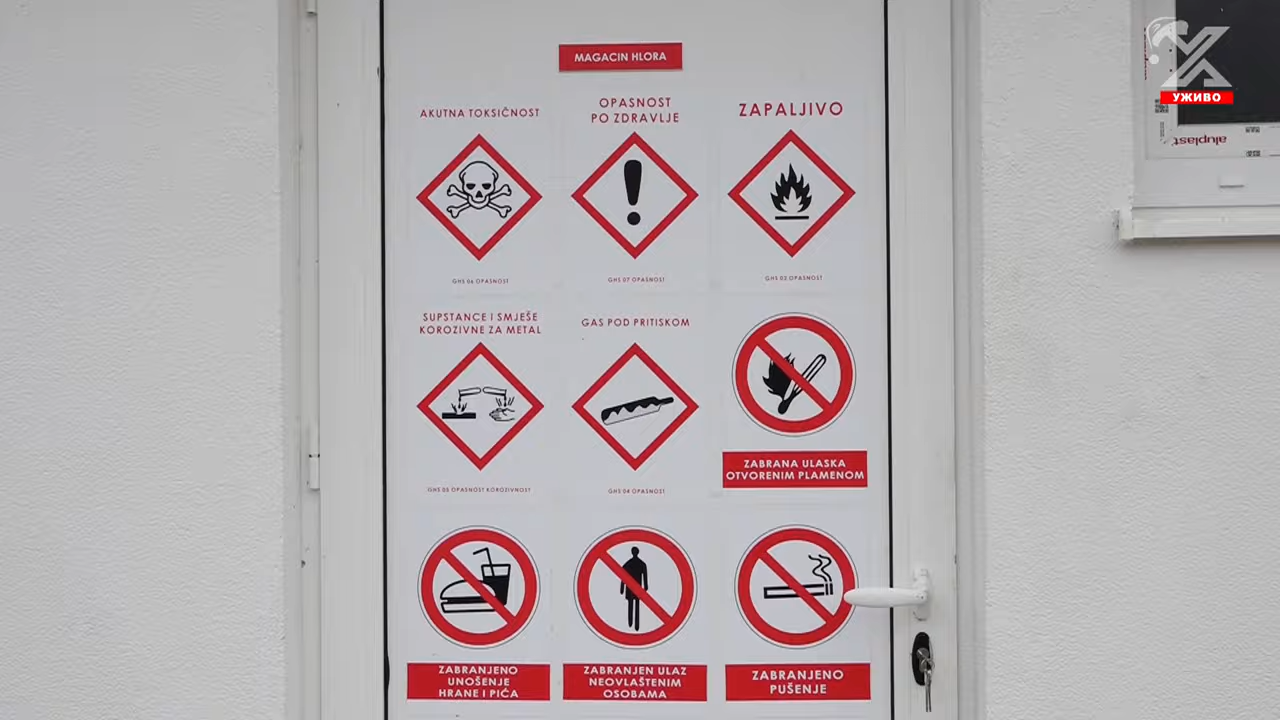 MAGACIN HLORA
УЖИВО
AKUTNA TOKSIČNOST
OPASNOST
PO ZDRAVLJE
ZAPALJIVO
aluplast
GHS 06 OPASNOST
GHS 07 OPASNOST
GHS 02 OPASNOST
SUPSTANCE I SMJEŠE
KOROZIVNE ZA METAL
GAS POD PRITISKOM
ZABRANA ULASKA
OTVORENIM PLAMENOM
GHS 05 OPASNOST KOROZIVNOST
GHS 04 OPASNOST
ZABRANJENO
UNOŠENJE
HRANE I PIĆA
ZABRANJEN ULAZ
NEOVLAŠTENIM
OSOBAMA
ZABRANJENO
PUŠENJE